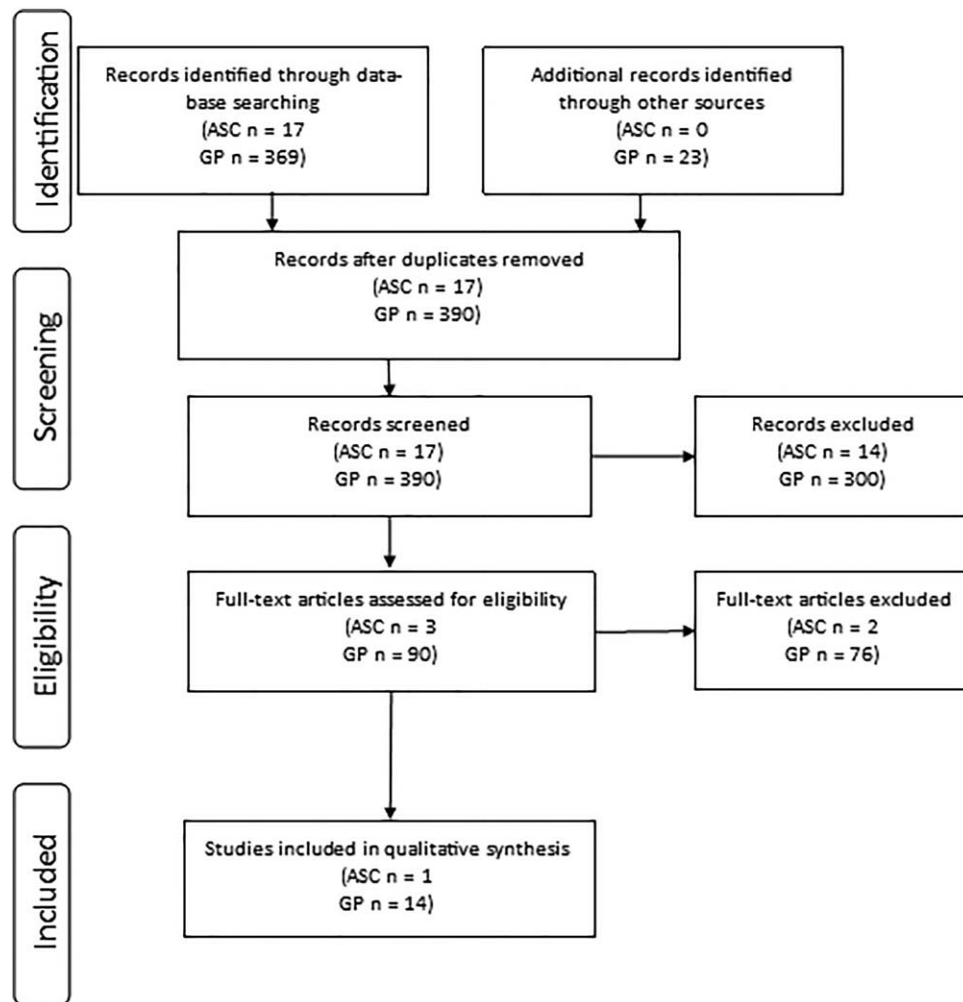 Identification
Records identified through data-
base searching
(ASC n = 17
GP n = 369)
Additional records identified
through other sources
(ASC n = 0
GP n = 23)
Records after duplicates removed
(ASC n = 17)
GP n = 390)
Screening
Records screened
(ASC n = 17)
GP n = 390)
Records excluded
(ASC n = 14)
GP n = 300)
Eligibility
Full-text articles assessed for eligibility
(ASC n = 3
GP n = 90)
Full-text articles excluded
(ASC n = 2
GP n = 76)
Included
Studies included in qualitative synthesis
(ASC n = 1
GP n = 14)